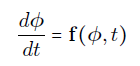 dϕ/dt = f(ϕ, t)